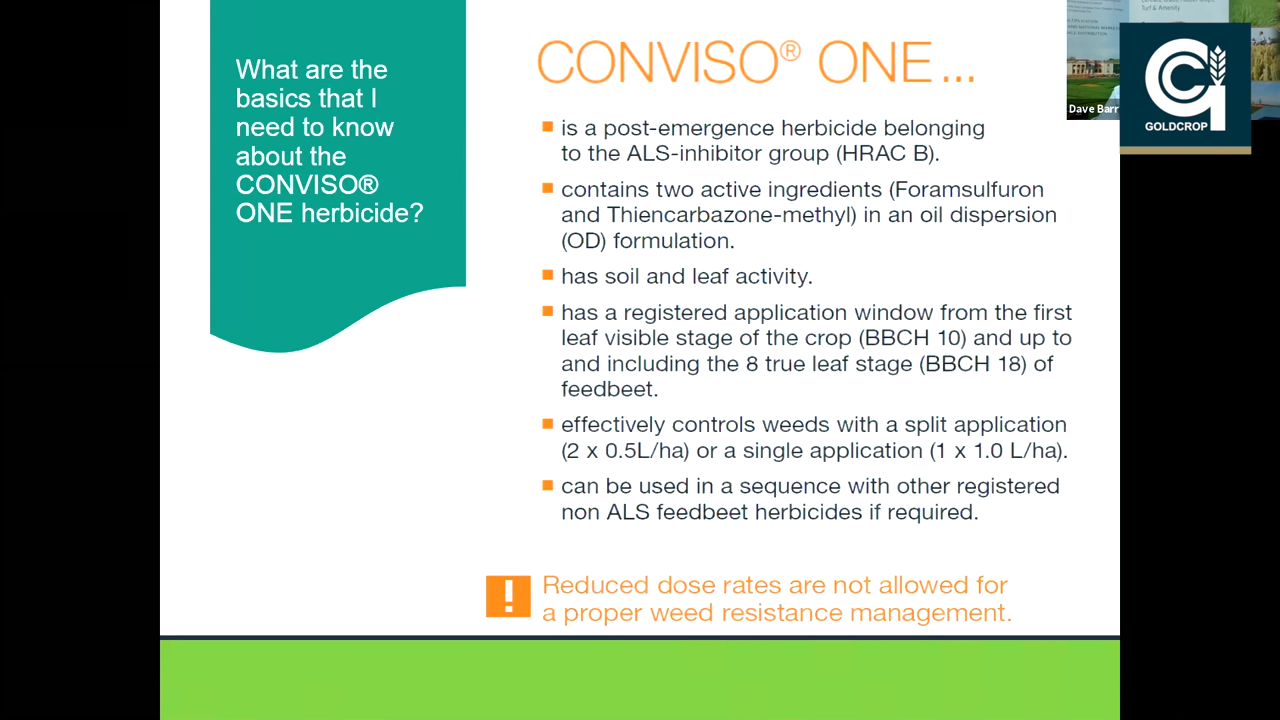 What are the
basics that I
need to know
about the
CONVISO®
ONE herbicide?
CONVISO® ONE...
is a post-emergence herbicide belonging
to the ALS-inhibitor group (HRAC B).
contains two active ingredients (Foramsulfuron
and Thiencarbazone-methyl) in an oil dispersion
(OD) formulation.
has soil and leaf activity.
has a registered application window from the first
leaf visible stage of the crop (BBCH 10) and up to
and including the 8 true leaf stage (BBCH 18) of
feedbeet.
effectively controls weeds with a split application
(2 x 0.5L/ha) or a single application (1 x 1.0 L/ha).
can be used in a sequence with other registered
non ALS feedbeet herbicides if required.
! Reduced dose rates are not allowed for
a proper weed resistance management.
Turf & Amenity
Dave Barr
GOLDCROP